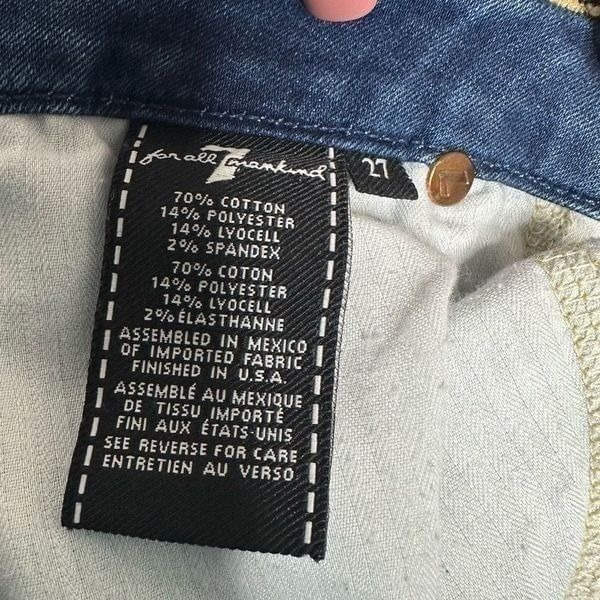 for all 7 mankind
27
70% COTTON
14% POLYESTER
14% LYOCELL
2% SPANDEX
70% COTON
14% POLYESTER
14% LYOCELL
2% ÉLASTHANNE
ASSEMBLED IN MEXICO
OF IMPORTED FABRIC
FINISHED IN U.S.A.
ASSEMBLÉ AU MEXIQUE
DE TISSU IMPORTÉ
FINI AUX ÉTATS-UNIS
SEE REVERSE FOR CARE
ENTRETIEN AU VERSO